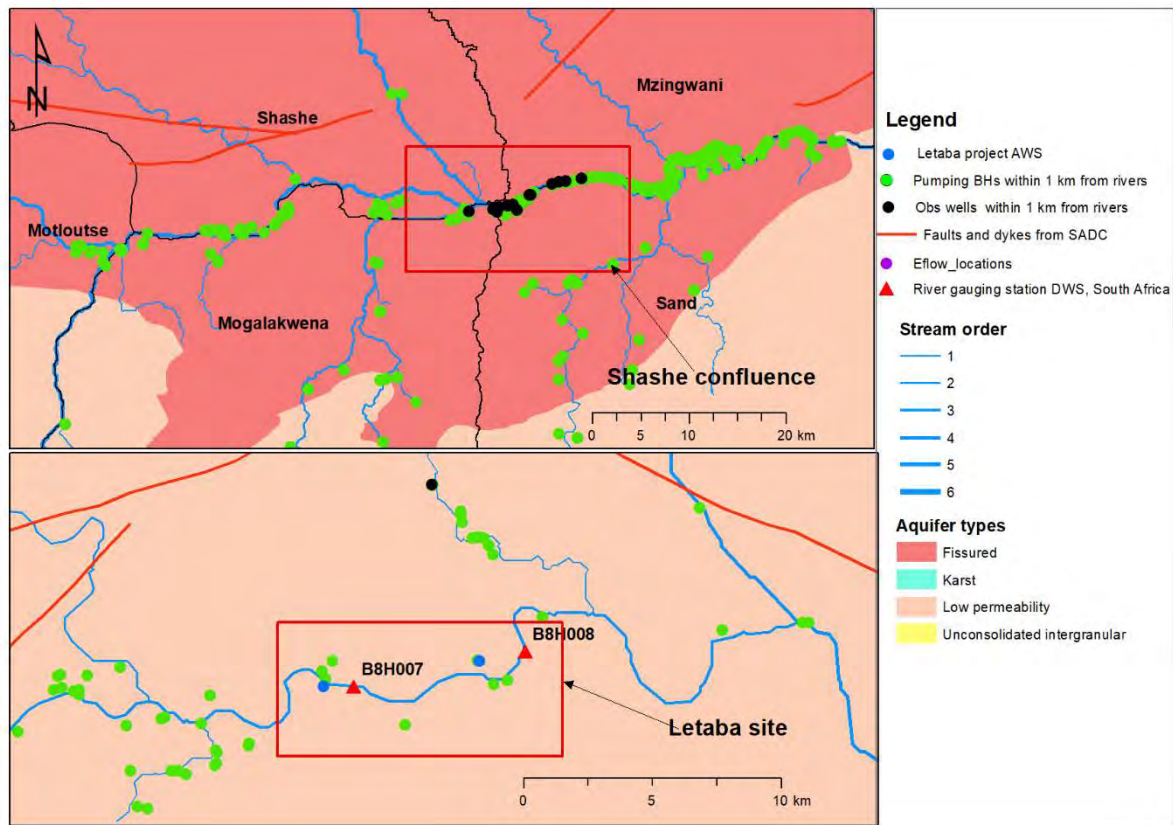 N
Shashe
Mzingwani
Motloutse
Mogalakwena
Sand
Shashe confluence
0 5 10 20 km
B8H008
B8H007
Letaba site
0 5 10 km
Legend
Letaba project AWS
Pumping BHs within 1 km from rivers
Obs wells within 1 km from rivers
Faults and dykes from SADC
Eflow_locations
River gauging station DWS, South Africa
Stream order
1
2
3
4
5
6
Aquifer types
Fissured
Karst
Low permeability
Unconsolidated intergranular